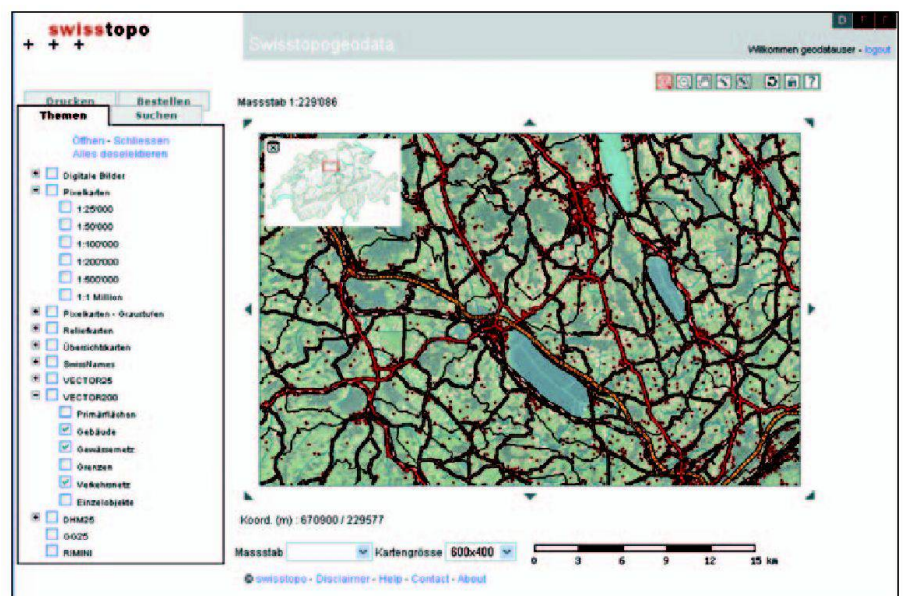 swisstopo
Swisstopogeodata
D F E
Willkommen geodatauser - logout
Drucken Bestellen
Themen Suchen
Massstab 1:229'086
Öffnen - Schliessen
Alles deselektieren
Digitale Bilder
Pixelkarten
1:25'000
1:50'000
1:100'000
1:200'000
1:500'000
1:1 Million
Pixelkarten - Graustufen
Reliefkarten
Übersichtskarten
SwissNames
VECTOR25
VECTOR200
Primärflächen
Gebäude
Gewässernetz
Grenzen
Verkehrsnetz
Einzelobjekte
DHM25
GG25
RIMINI
Koord. (m) : 670900 / 229577
Massstab Kartengrösse 600x400
0 3 6 9 12 15 km
© swisstopo - Disclaimer - Help - Contact - About